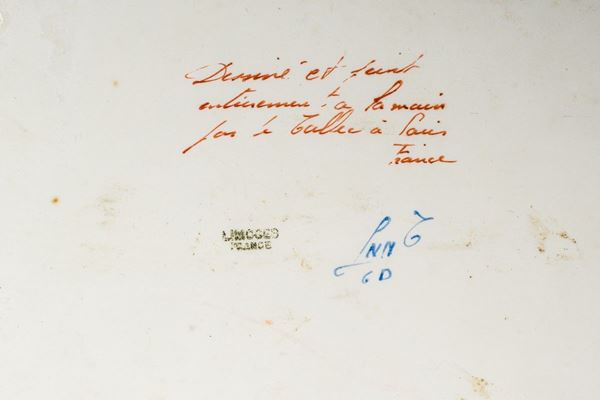 Dessiné et peint
entièrement à la main
par Le Tallec à Paris
France
LIMOGES
FRANCE